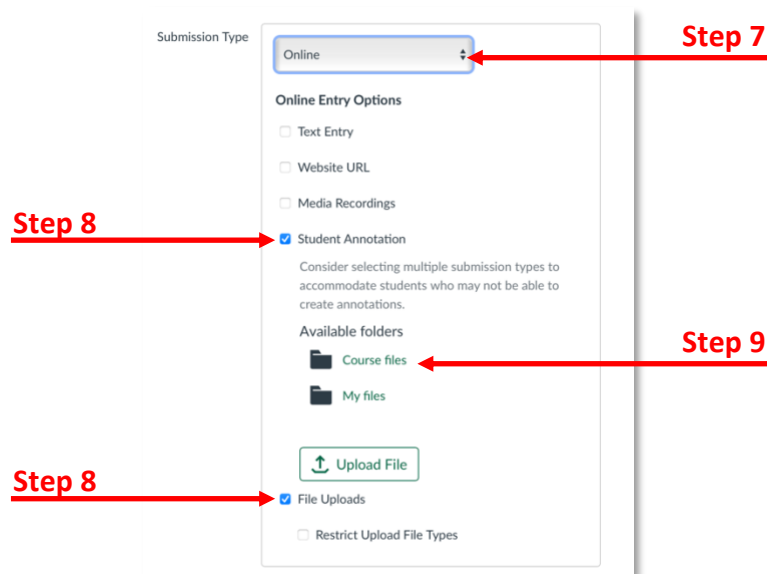 Submission Type
Online
Step 7
Online Entry Options
Text Entry
Website URL
Media Recordings
Step 8
Student Annotation
Consider selecting multiple submission types to
accommodate students who may not be able to
create annotations.
Available folders
Step 9
Course files
My files
Upload File
Step 8
File Uploads
Restrict Upload File Types